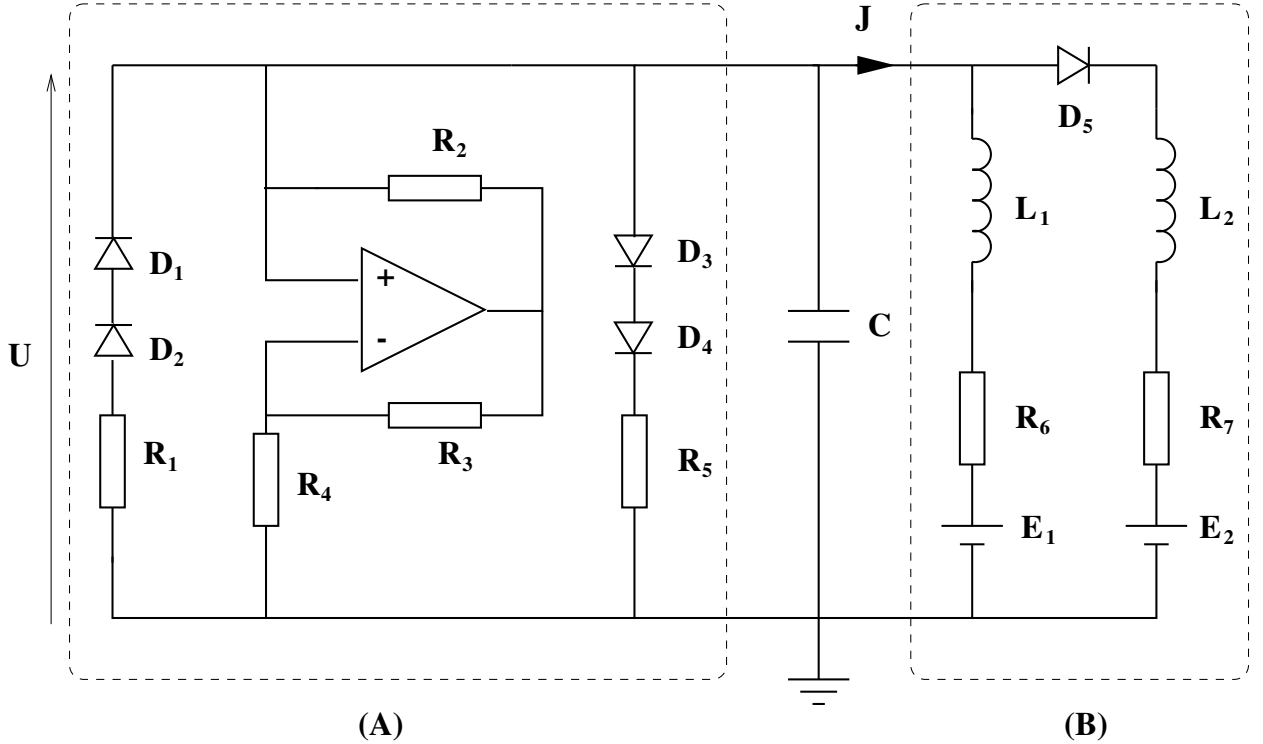 J
R₂
D₅
D₁
+
D₃
L₁
L₂
U
D₂
-
D₄
C
R₁
R₄
R₃
R₅
R₆
R₇
E₁
E₂
(A)
(B)